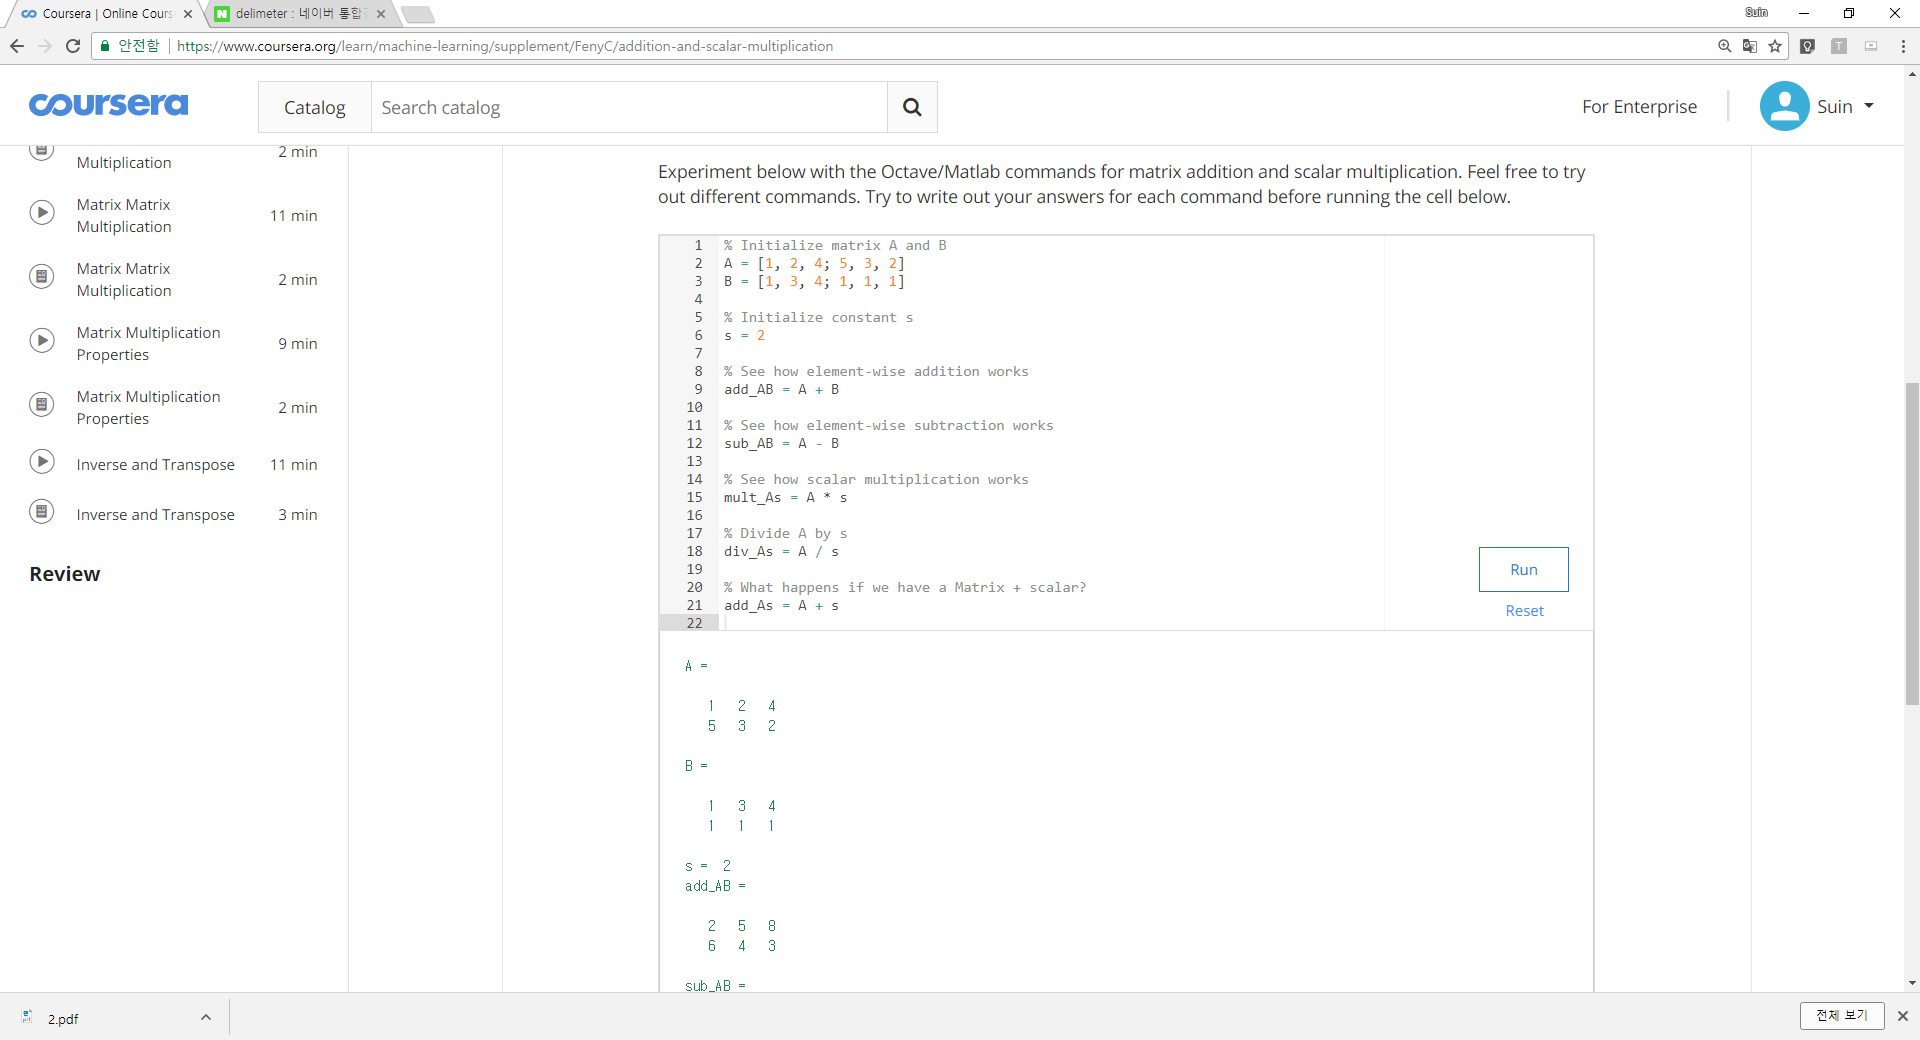 Coursera | Online Cours
delimeter : 네이버 통합
Suin
안전함
https://www.coursera.org/learn/machine-learning/supplement/FenyC/addition-and-scalar-multiplication
coursera
Catalog
Search catalog
For Enterprise
Suin
Multiplication
2 min
Matrix Matrix
Multiplication
11 min
Matrix Matrix
Multiplication
2 min
Matrix Multiplication
Properties
9 min
Matrix Multiplication
Properties
2 min
Inverse and Transpose
11 min
Inverse and Transpose
3 min
Review
Experiment below with the Octave/Matlab commands for matrix addition and scalar multiplication. Feel free to try
out different commands. Try to write out your answers for each command before running the cell below.
1 % Initialize matrix A and B
2 A = [1, 2, 4; 5, 3, 2]
3 B = [1, 3, 4; 1, 1, 1]
4
5 % Initialize constant s
6 s = 2
7
8 % See how element-wise addition works
9 add_AB = A + B
10
11 % See how element-wise subtraction works
12 sub_AB = A - B
13
14 % See how scalar multiplication works
15 mult_As = A * s
16
17 % Divide A by s
18 div_As = A / s
19
20 % What happens if we have a Matrix + scalar?
21 add_As = A + s
22
Run
Reset
A =
1 2 4
5 3 2
B =
1 3 4
1 1 1
s = 2
add_AB =
2 5 8
6 4 3
sub_AB =
2.pdf
전체 보기